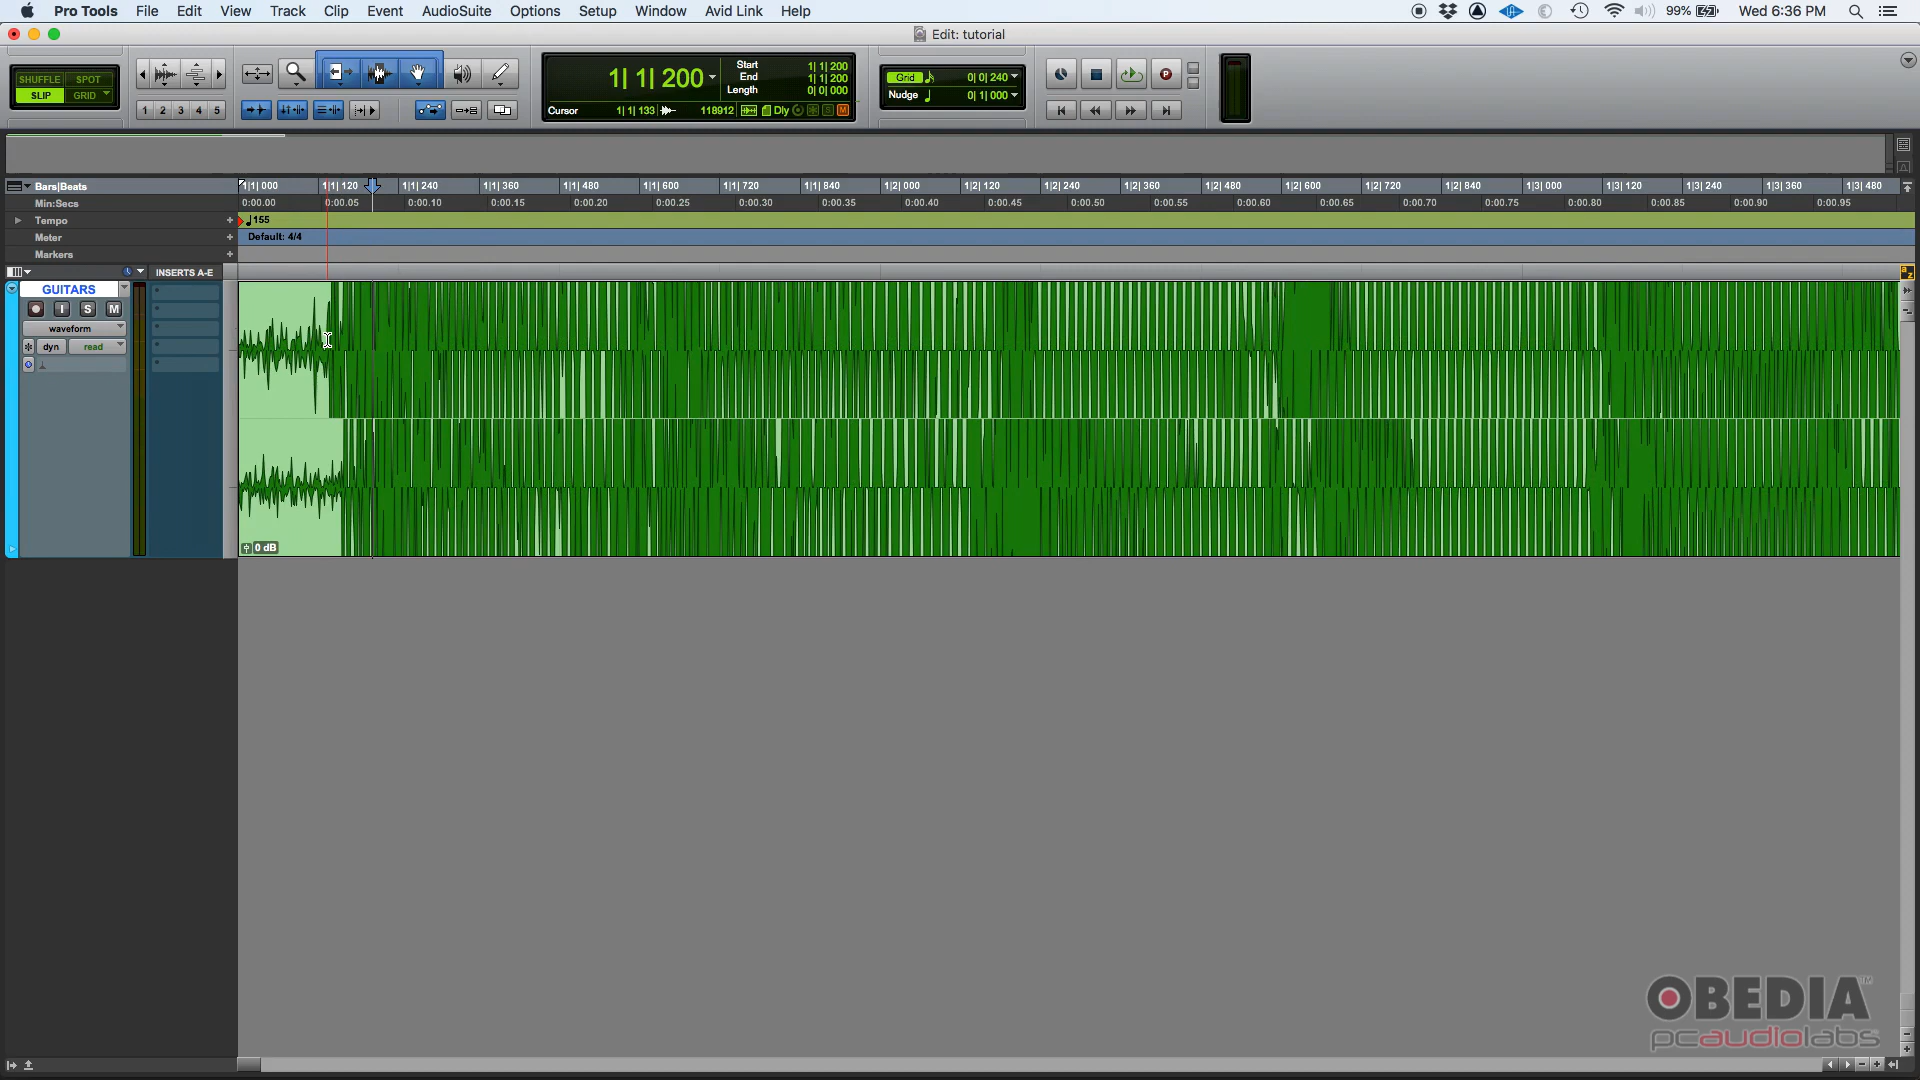 Pro Tools File Edit View Track Clip Event AudioSuite Options Setup Window Avid Link Help 99% Wed 6:36 PM
Edit: tutorial
SHUFFLE SPOT
SLIP GRID
1 2 3 4 5
1| 1| 200
Start 1| 1| 200
End 1| 1| 200
Length 0| 0| 000
Cursor 1| 1| 133 118912 Dly S M
Grid 0| 0| 240
Nudge 0| 1| 000
Bars|Beats 1|1| 000 1|1| 120 1|1| 240 1|1| 360 1|1| 480 1|1| 600 1|1| 720 1|1| 840 1|2| 000 1|2| 120 1|2| 240 1|2| 360 1|2| 480 1|2| 600 1|2| 720 1|2| 840 1|3| 000 1|3| 120 1|3| 240 1|3| 360 1|3| 480
Min:Secs 0:00.00 0:00.05 0:00.10 0:00.15 0:00.20 0:00.25 0:00.30 0:00.35 0:00.40 0:00.45 0:00.50 0:00.55 0:00.60 0:00.65 0:00.70 0:00.75 0:00.80 0:00.85 0:00.90 0:00.95
Tempo 155
Meter Default: 4/4
Markers
INSERTS A-E
GUITARS
I S M
waveform
dyn read
0 dB
OBEDIA™
pcaudiolabs